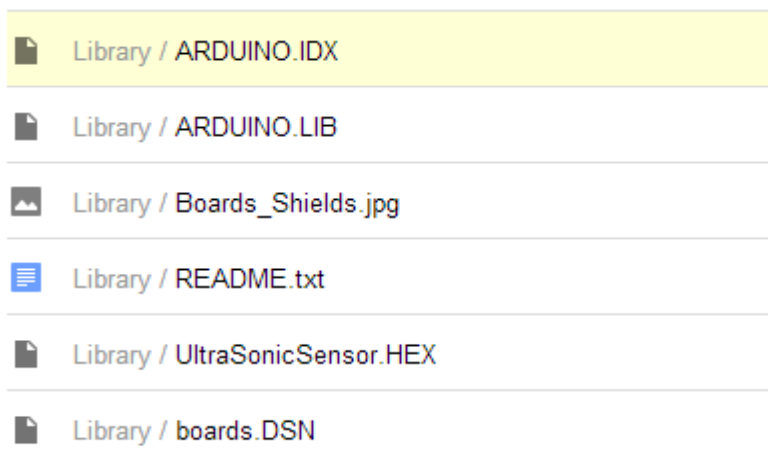 Library / ARDUINO.IDX
Library / ARDUINO.LIB
Library / Boards_Shields.jpg
Library / README.txt
Library / UltraSonicSensor.HEX
Library / boards.DSN